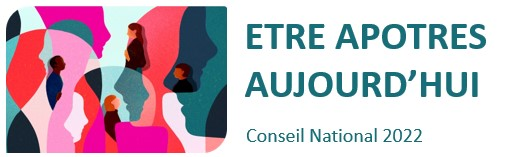 ETRE APOTRES
AUJOURD’HUI
Conseil National 2022